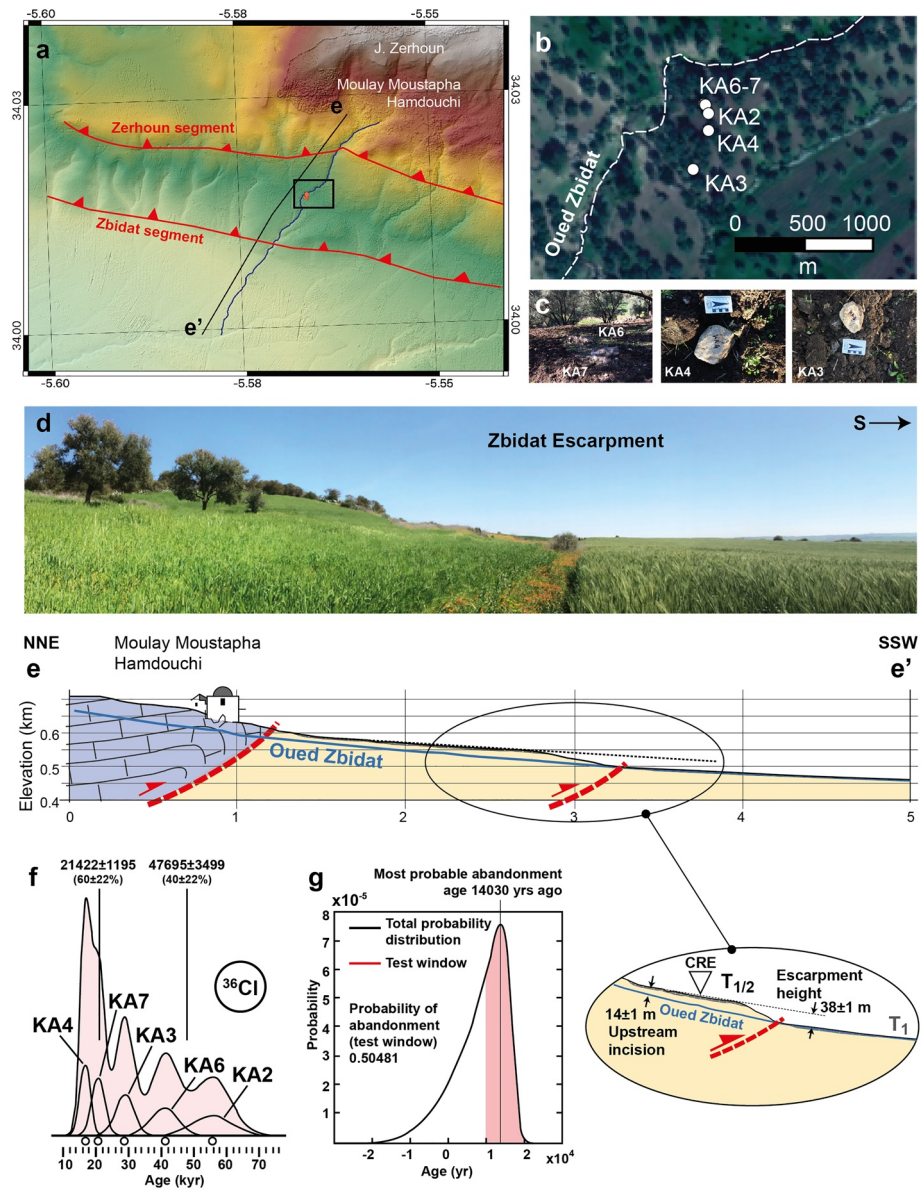 -5.60
-5.58
-5.55
a
J. Zerhoun
Moulay Moustapha
Hamdouchi
e
34.03
34.03
Zerhoun segment
Zbidat segment
e’
34.00
34.00
-5.60
-5.58
-5.55
b
KA6-7
KA2
KA4
KA3
Oued Zbidat
0 500 1000
m
c
KA6
KA7
KA4
KA3
d
Zbidat Escarpment
S
NNE
Moulay Moustapha
Hamdouchi
SSW
e
e’
Elevation (km)
0.6
0.5
0.4
Oued Zbidat
0 1 2 3 4 5
f
21422±1195
(60±22%)
47695±3499
(40±22%)
36Cl
KA4
KA7
KA3
KA6
KA2
10 20 30 40 50 60 70
Age (kyr)
g
Most probable abandonment
age 14030 yrs ago
x10-5
8
7
6
5
4
3
2
1
Probability
Total probability
distribution
Test window
Probability of
abandonment
(test window)
0.50481
-2 -1 0 1 2
x104
Age (yr)
CRE
T1/2
Escarpment
height
38±1 m
14±1 m
Upstream
incision
Oued Zbidat
T1